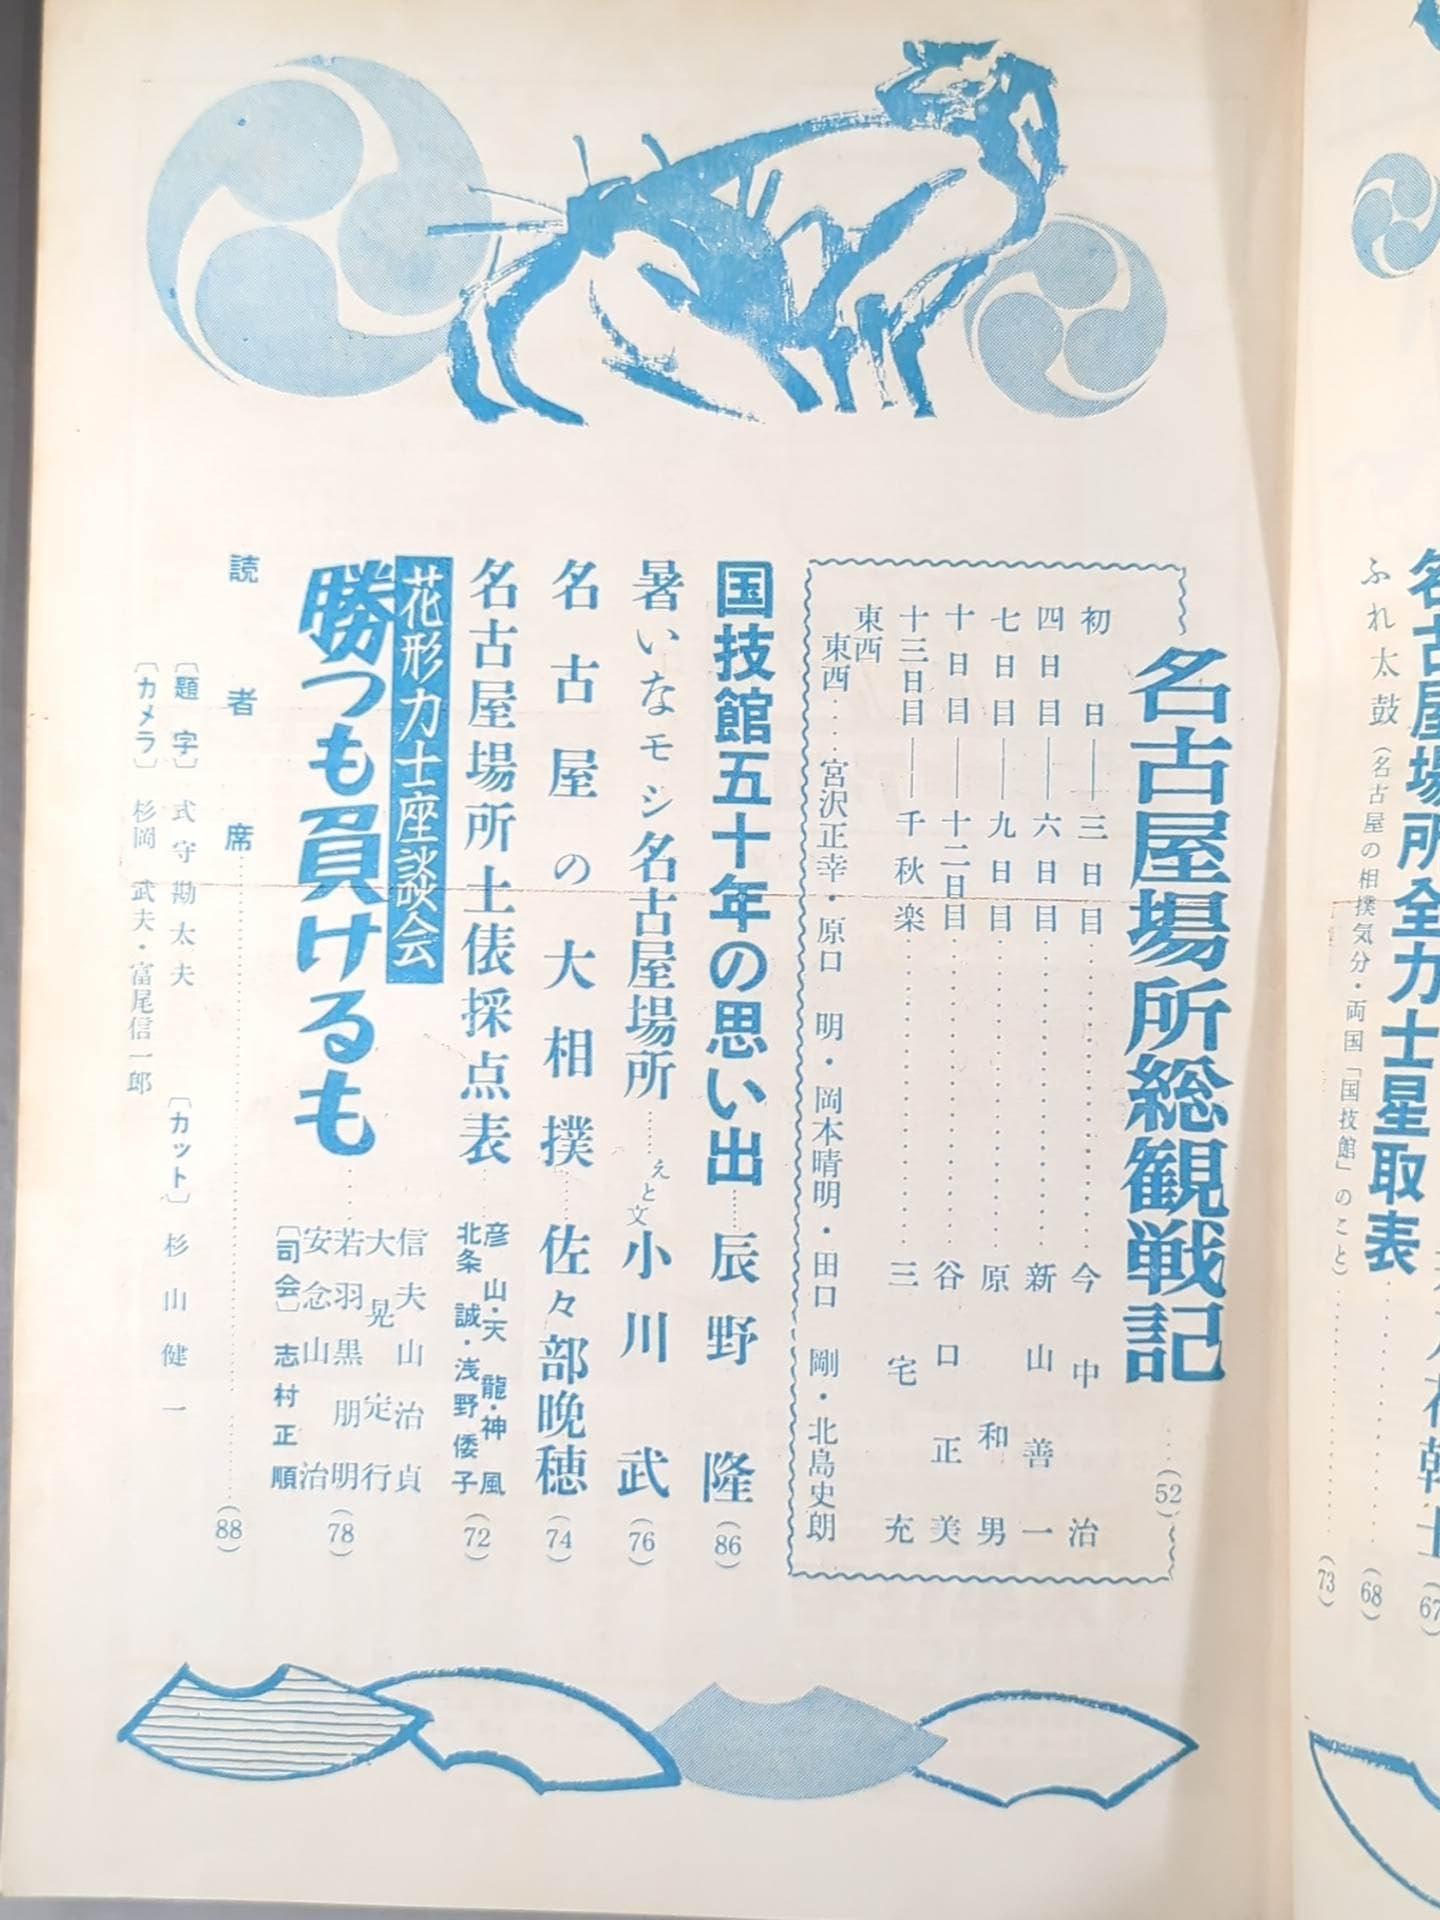 名古屋場所全力士星取表
(68)
ふれ太鼓(名古屋の相撲気分・両国「国技館」のこと)
(73)
(67)
名古屋場所総観戦記
(52)
初日―三日目 今中治
四日目―六日目 新山善一
七日目―九日目 原和男
十日目―十二日目 谷口正美
十三日目―千秋楽 三宅充
東西
東西 宮沢正幸・原口明・岡本晴明・田口剛・北島史朗
国技館五十年の思い出 辰野隆 (86)
暑いなモシ名古屋場所 えと文 小川武 (76)
名古屋の大相撲 佐々部晩穂 (74)
名古屋場所土俵採点表 彦山・天龍・神風
北条誠・浅野倭子 (72)
花形力士座談会
勝つも負けるも
信夫山治貞
大晃定行
若羽黒朋明
安念山治
〔司会〕志村正順
(78)
読者席 (88)
〔題字〕式守勘太夫 〔カット〕杉山健一
〔カメラ〕杉岡武夫・富尾信一郎